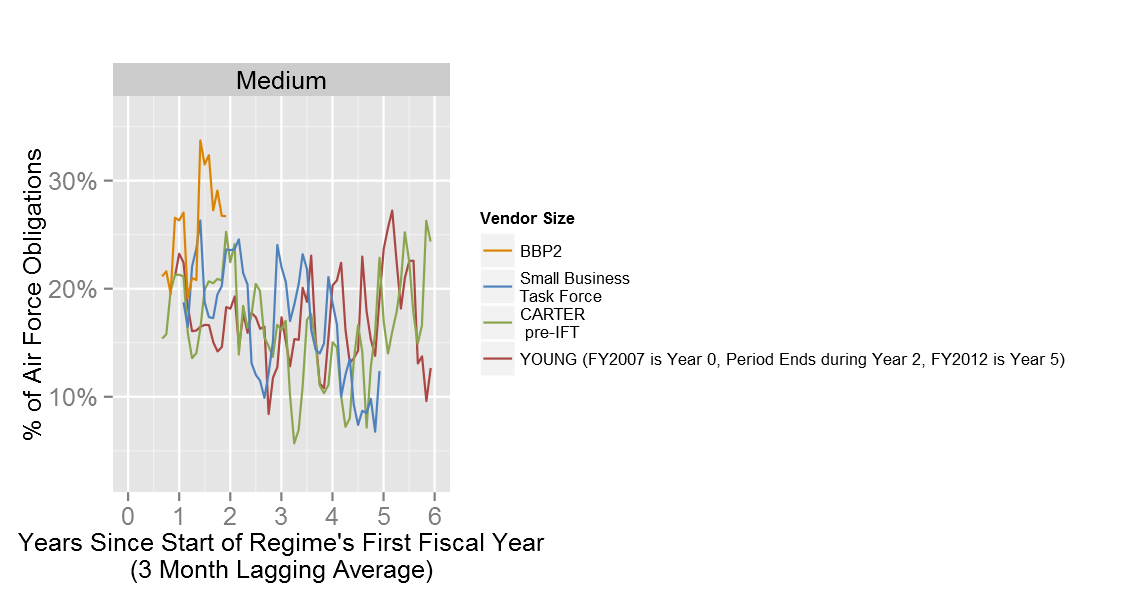 Medium
% of Air Force Obligations
30%
20%
10%
0 1 2 3 4 5 6
Years Since Start of Regime's First Fiscal Year
(3 Month Lagging Average)
Vendor Size
BBP2
Small Business
Task Force
CARTER
pre-IFT
YOUNG (FY2007 is Year 0, Period Ends during Year 2, FY2012 is Year 5)